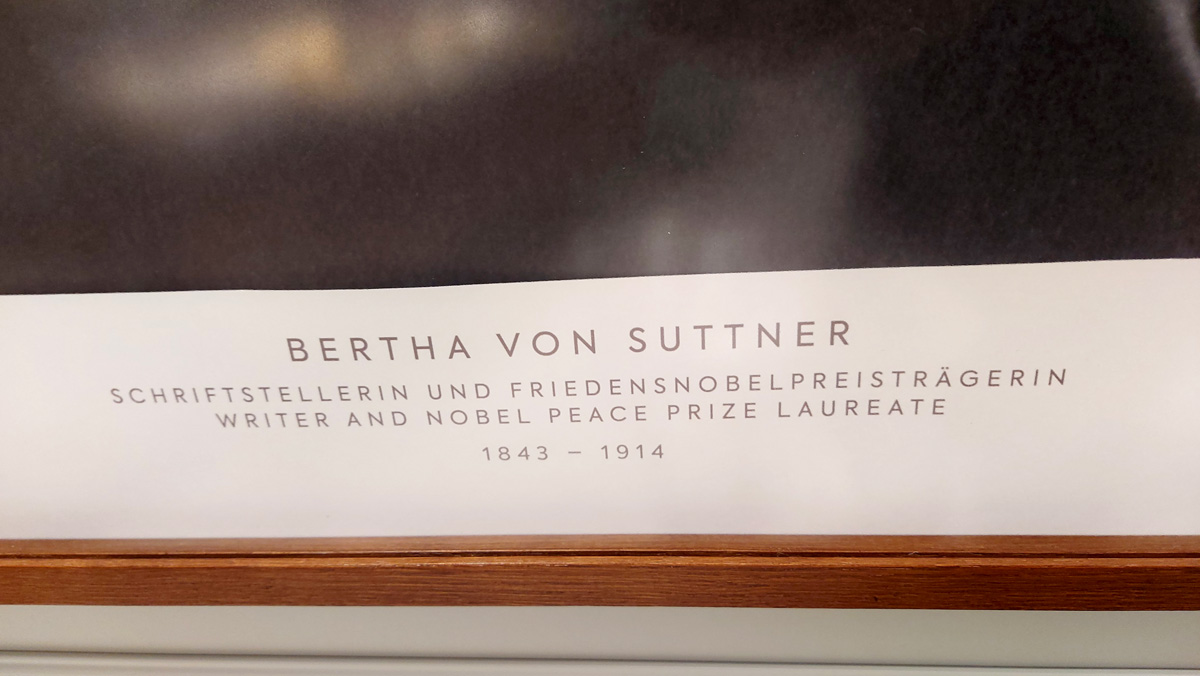 BERTHA VON SUTTNER
SCHRIFTSTELLERIN UND FRIEDENSNOBELPREISTRÄGERIN
WRITER AND NOBEL PEACE PRIZE LAUREATE
1843 – 1914